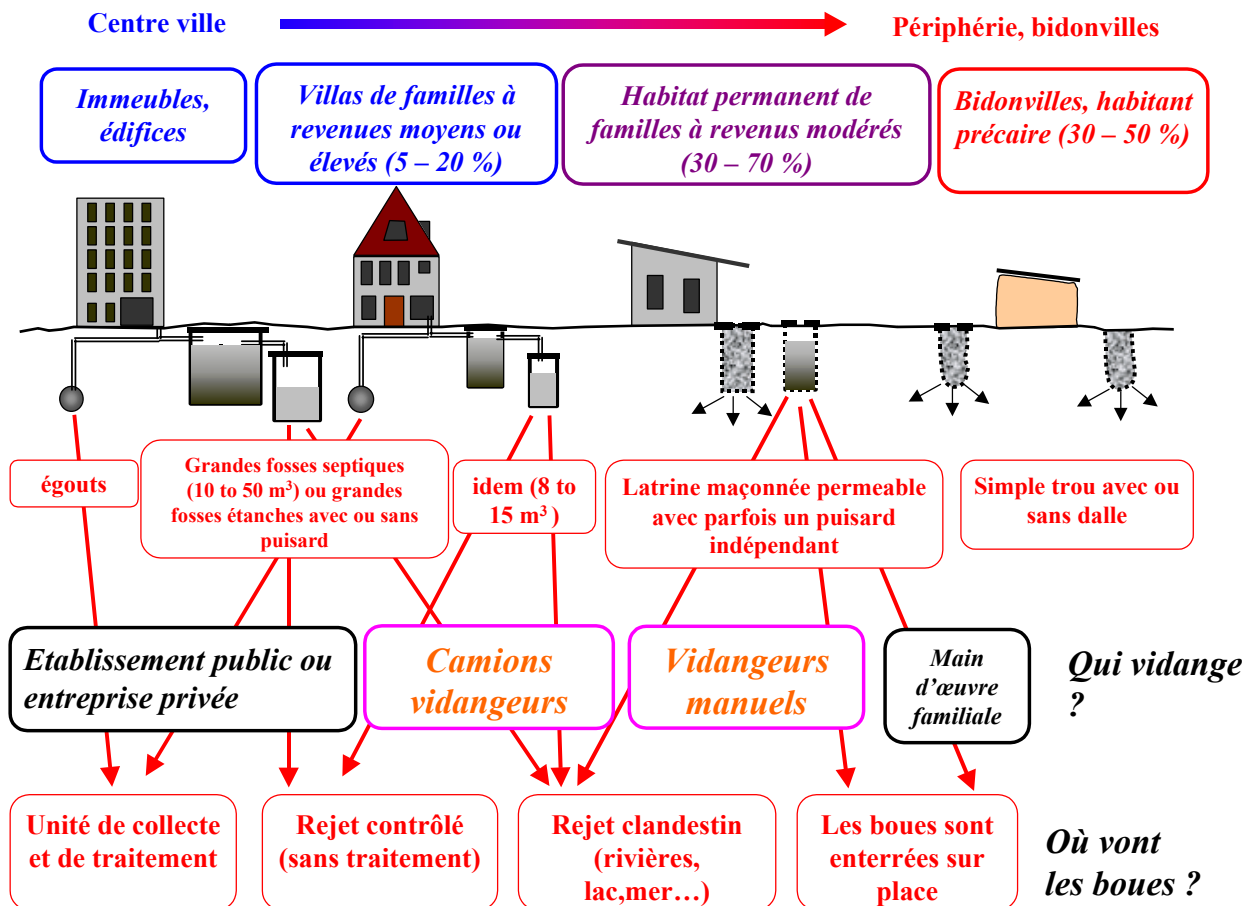 Centre ville
Périphérie, bidonvilles
Immeubles,
édifices
Villas de familles à
revenues moyens ou
élevés (5 – 20 %)
Habitat permanent de
familles à revenus modérés
(30 – 70 %)
Bidonvilles, habitant
précaire (30 – 50 %)
égouts
Grandes fosses septiques
(10 to 50 m³) ou grandes
fosses étanches avec ou sans
puisard
idem (8 to
15 m³ )
Latrine maçonnée permeable
avec parfois un puisard
indépendant
Simple trou avec ou
sans dalle
Etablissement public ou
entreprise privée
Camions
vidangeurs
Vidangeurs
manuels
Main
d’œuvre
familiale
Qui vidange
?
Unité de collecte
et de traitement
Rejet contrôlé
(sans traitement)
Rejet clandestin
(rivières,
lac,mer…)
Les boues sont
enterrées sur
place
Où vont
les boues ?